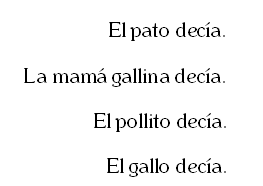 El pato decía.
La mamá gallina decía.
El pollito decía.
El gallo decía.